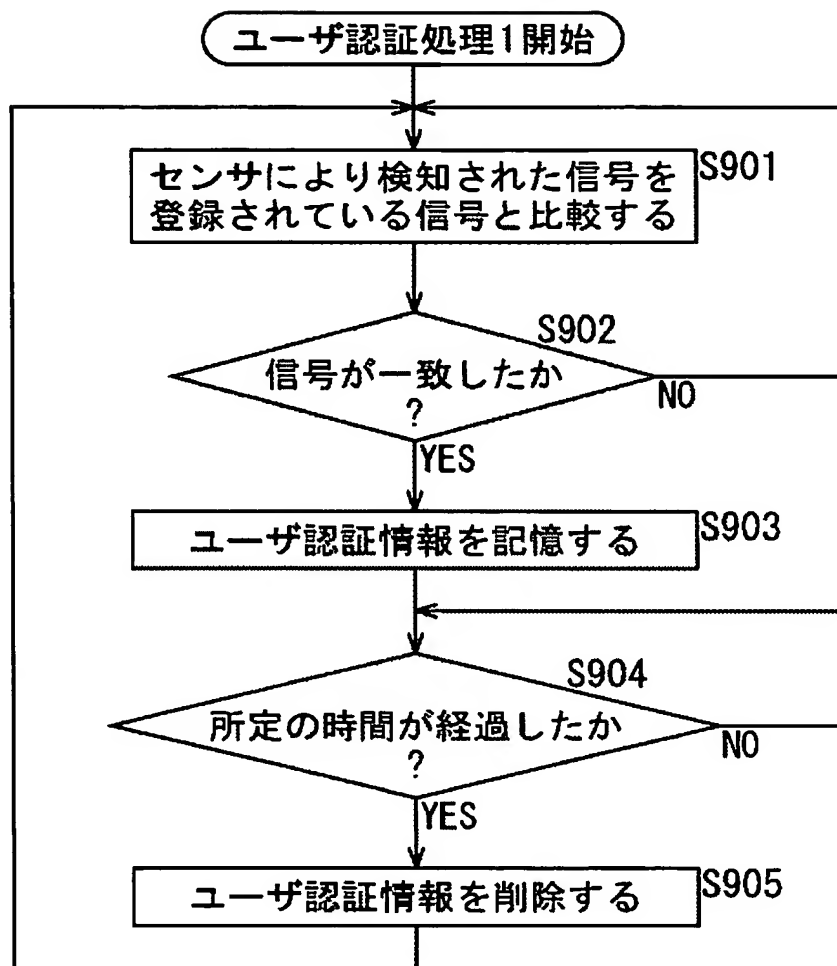 ユーザ認証処理1開始
センサにより検知された信号を
登録されている信号と比較する
S901
信号が一致したか
?
S902
NO
YES
ユーザ認証情報を記憶する
S903
所定の時間が経過したか
?
S904
NO
YES
ユーザ認証情報を削除する
S905